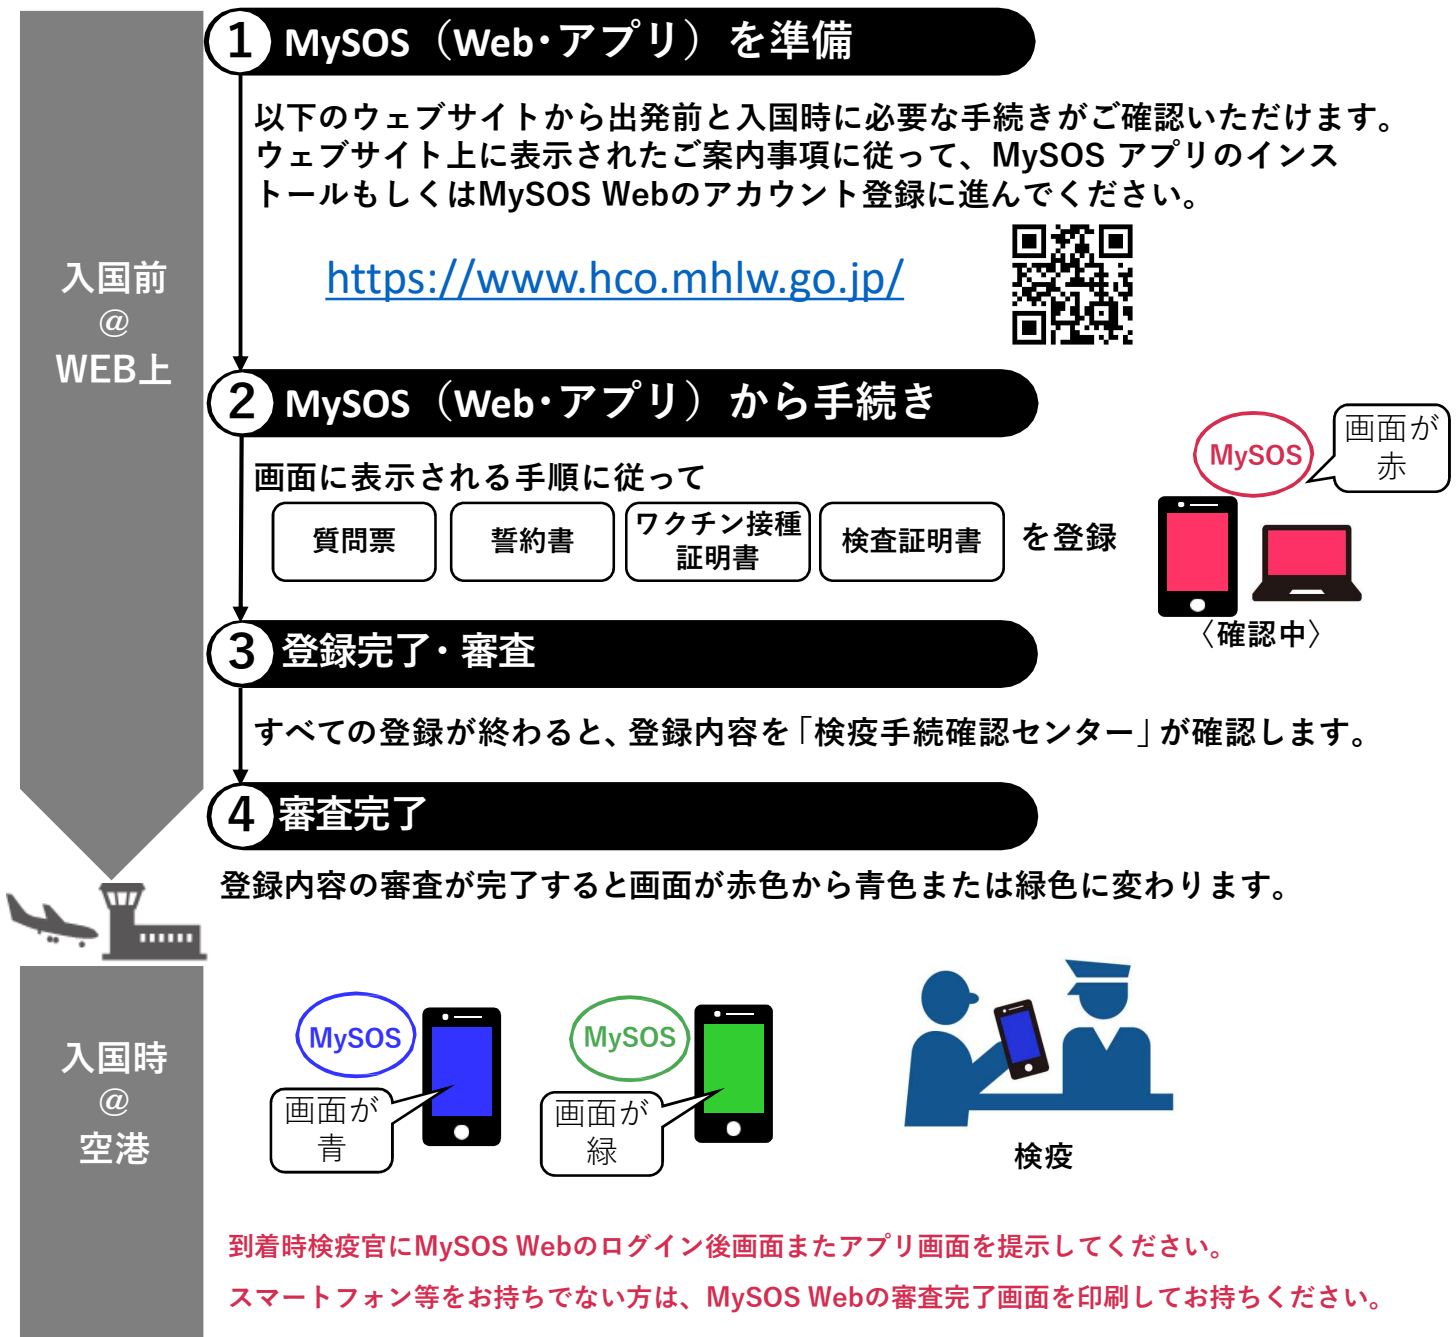 1 MySOS（Web・アプリ）を準備
以下のウェブサイトから出発前と入国時に必要な手続きがご確認いただけます。
ウェブサイト上に表示されたご案内事項に従って、MySOS アプリのインス
トールもしくはMySOS Webのアカウント登録に進んでください。
https://www.hco.mhlw.go.jp/
入国前
@
WEB上
2 MySOS（Web・アプリ）から手続き
画面に表示される手順に従って
質問票
誓約書
ワクチン接種
証明書
検査証明書
を登録
MySOS
画面が
赤
〈確認中〉
3 登録完了・審査
すべての登録が終わると、登録内容を「検疫手続確認センター」が確認します。
4 審査完了
登録内容の審査が完了すると画面が赤色から青色または緑色に変わります。
入国時
@
空港
MySOS
画面が
青
MySOS
画面が
緑
検疫
到着時検疫官にMySOS Webのログイン後画面またアプリ画面を提示してください。
スマートフォン等をお持ちでない方は、MySOS Webの審査完了画面を印刷してお持ちください。